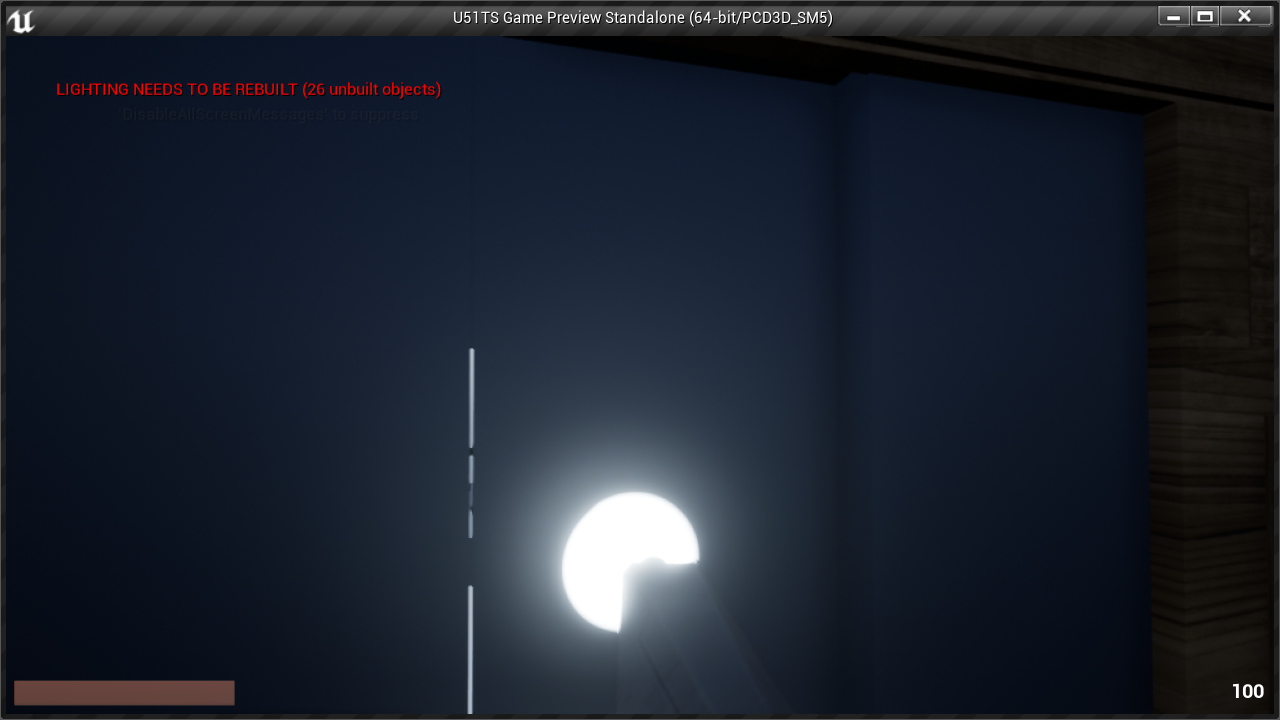 U51TS Game Preview Standalone (64-bit/PCD3D_SM5)
LIGHTING NEEDS TO BE REBUILT (26 unbuilt objects)
'DisableAllScreenMessages' to suppress
100